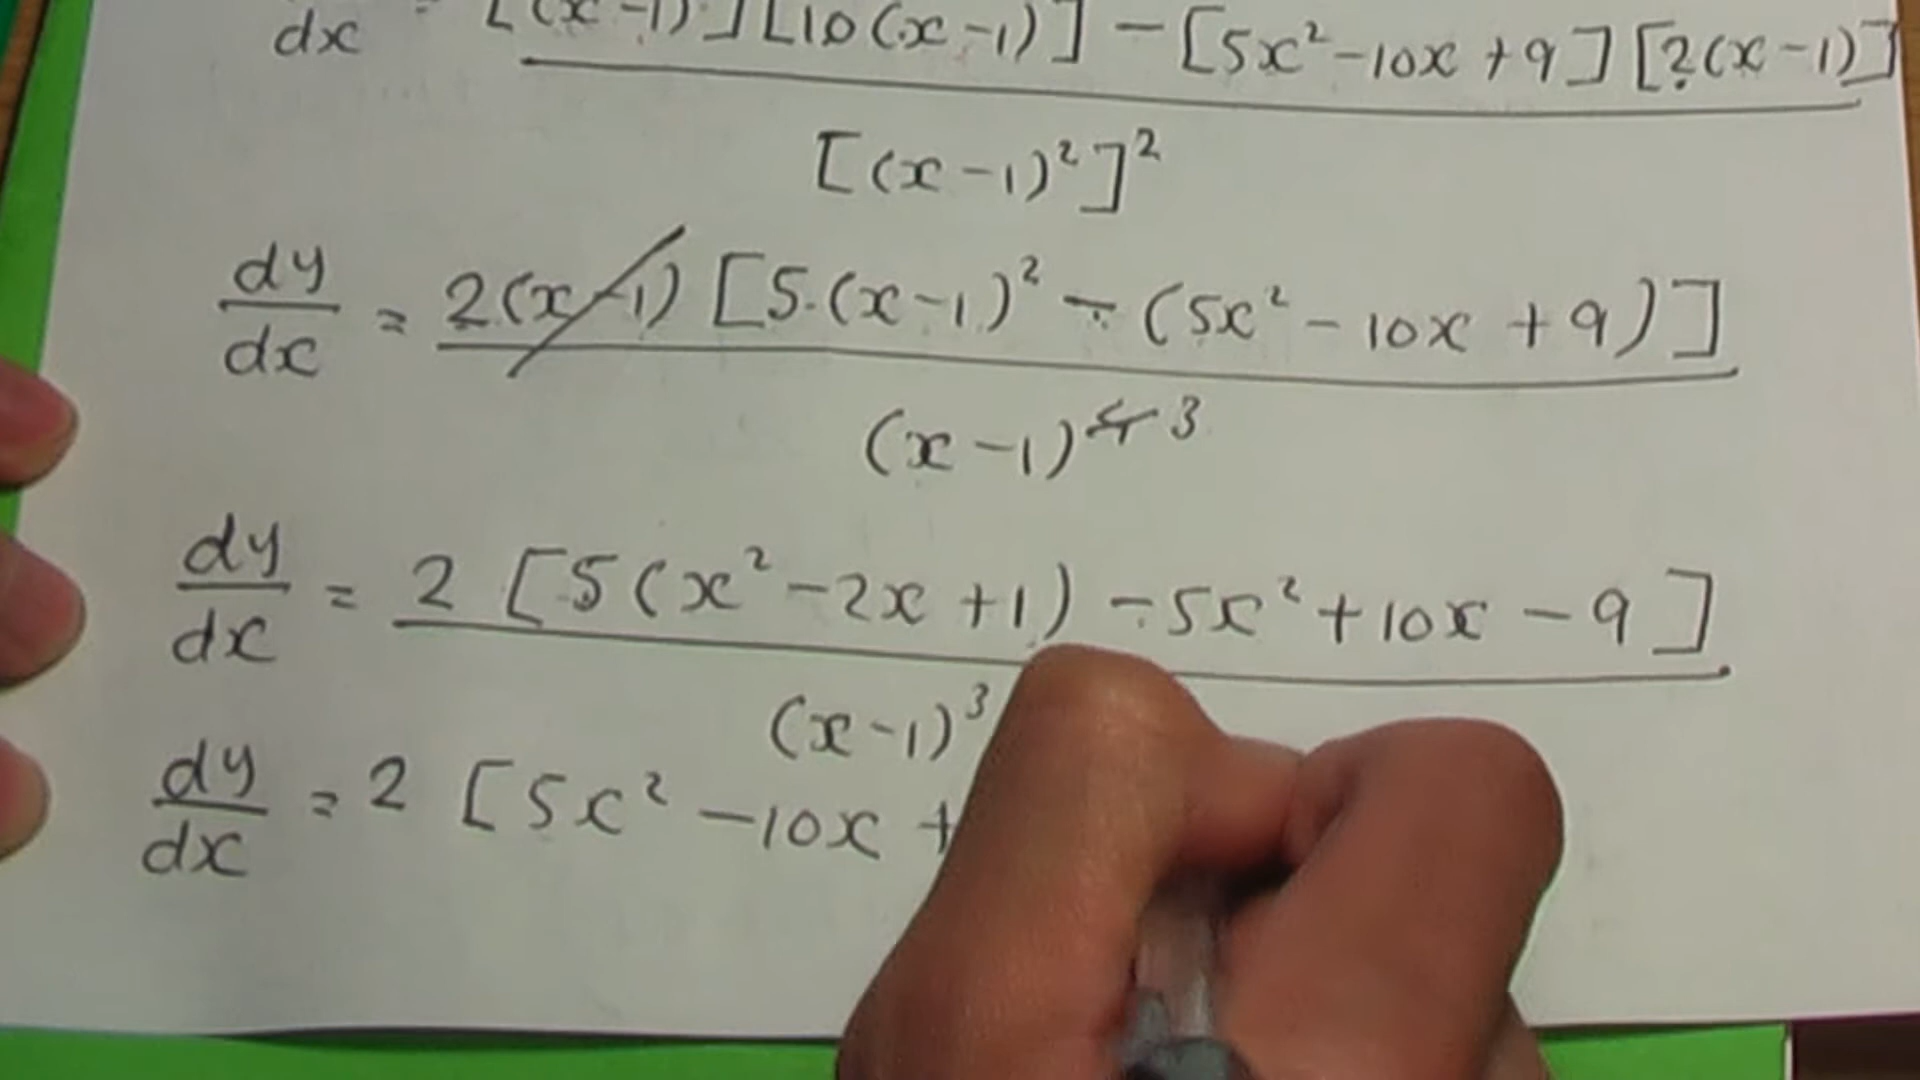 dy/dx = [(x-1)²][10(x-1)] - [5x²-10x+9][2(x-1)]
[(x-1)²]²
dy/dx = 2(x-1)[5.(x-1)² - (5x²-10x+9)]
(x-1)⁴ 3
dy/dx = 2 [5(x²-2x+1) -5x²+10x-9]
(x-1)³
dy/dx = 2 [5x² -10x +